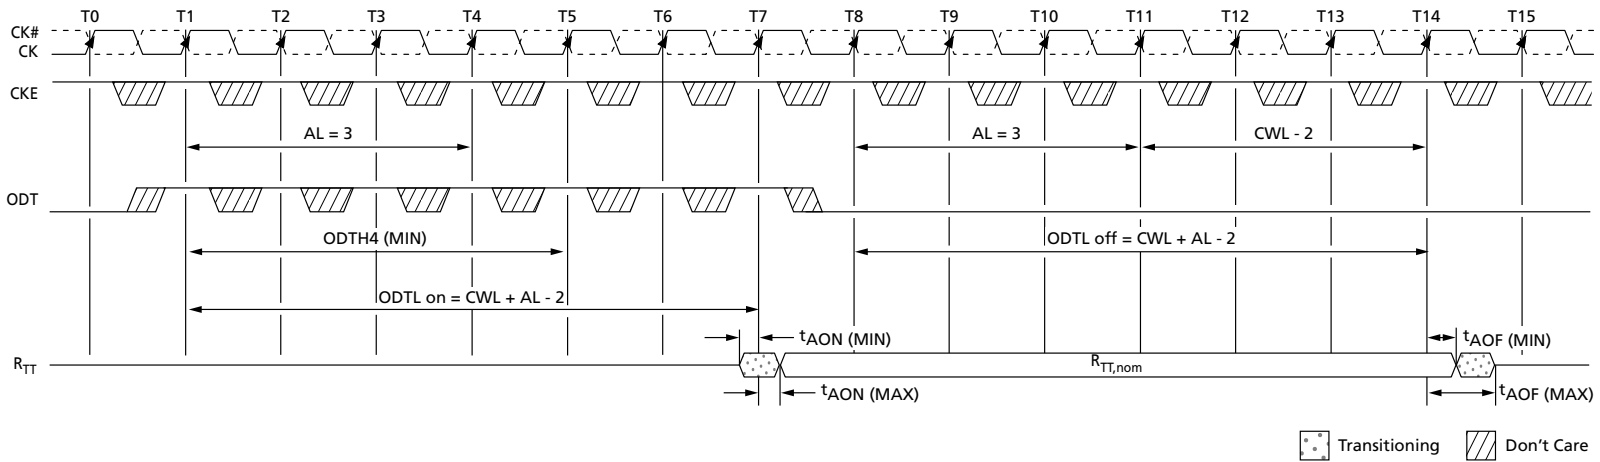 T0 T1 T2 T3 T4 T5 T6 T7 T8 T9 T10 T11 T12 T13 T14 T15
CK#
CK
CKE
AL = 3 AL = 3 CWL - 2
ODT
ODTH4 (MIN) ODTL off = CWL + AL - 2
ODTL on = CWL + AL - 2
tAON (MIN) tAOF (MIN)
RTT RTT,nom
tAON (MAX) tAOF (MAX)
Transitioning Don't Care